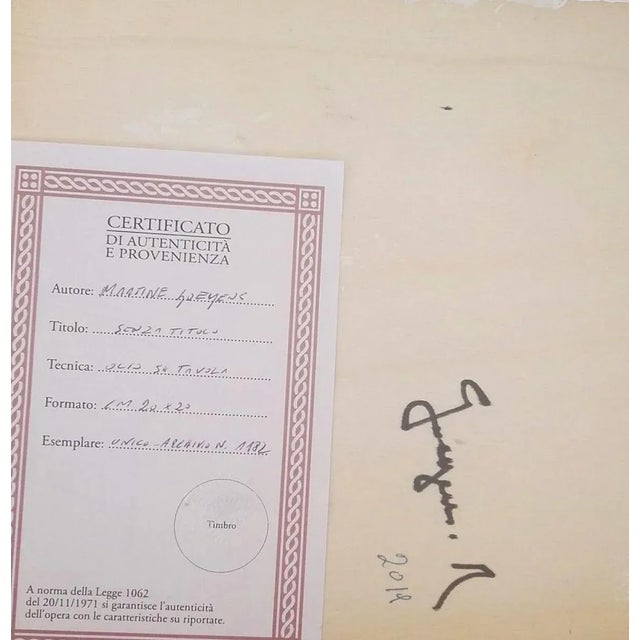 CERTIFICATO
DI AUTENTICITÀ
E PROVENIENZA
Autore: MARTINE GOEYENS
Titolo: SENZA TITOLO
Tecnica: OLIO SU TAVOLA
Formato: CM 20 x 20
Esemplare: UNICO - ARCHIVIO N. 1182
Timbro
A norma della Legge 1062
del 20/11/1971 si garantisce l'autenticità
dell'opera con le caratteristiche su riportate.